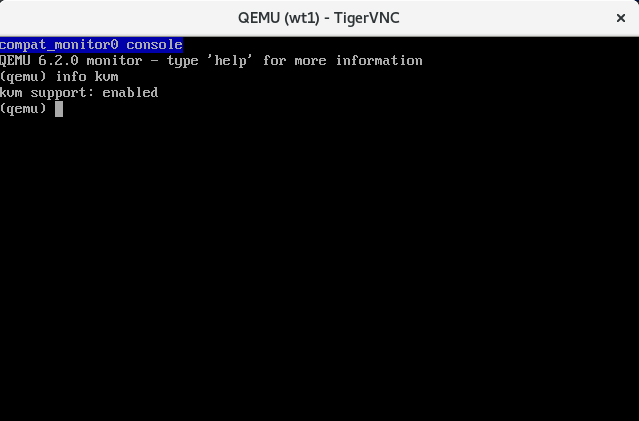 QEMU (wt1) - TigerVNC ×
compat_monitor0 console
QEMU 6.2.0 monitor - type 'help' for more information
(qemu) info kvm
kvm support: enabled
(qemu)